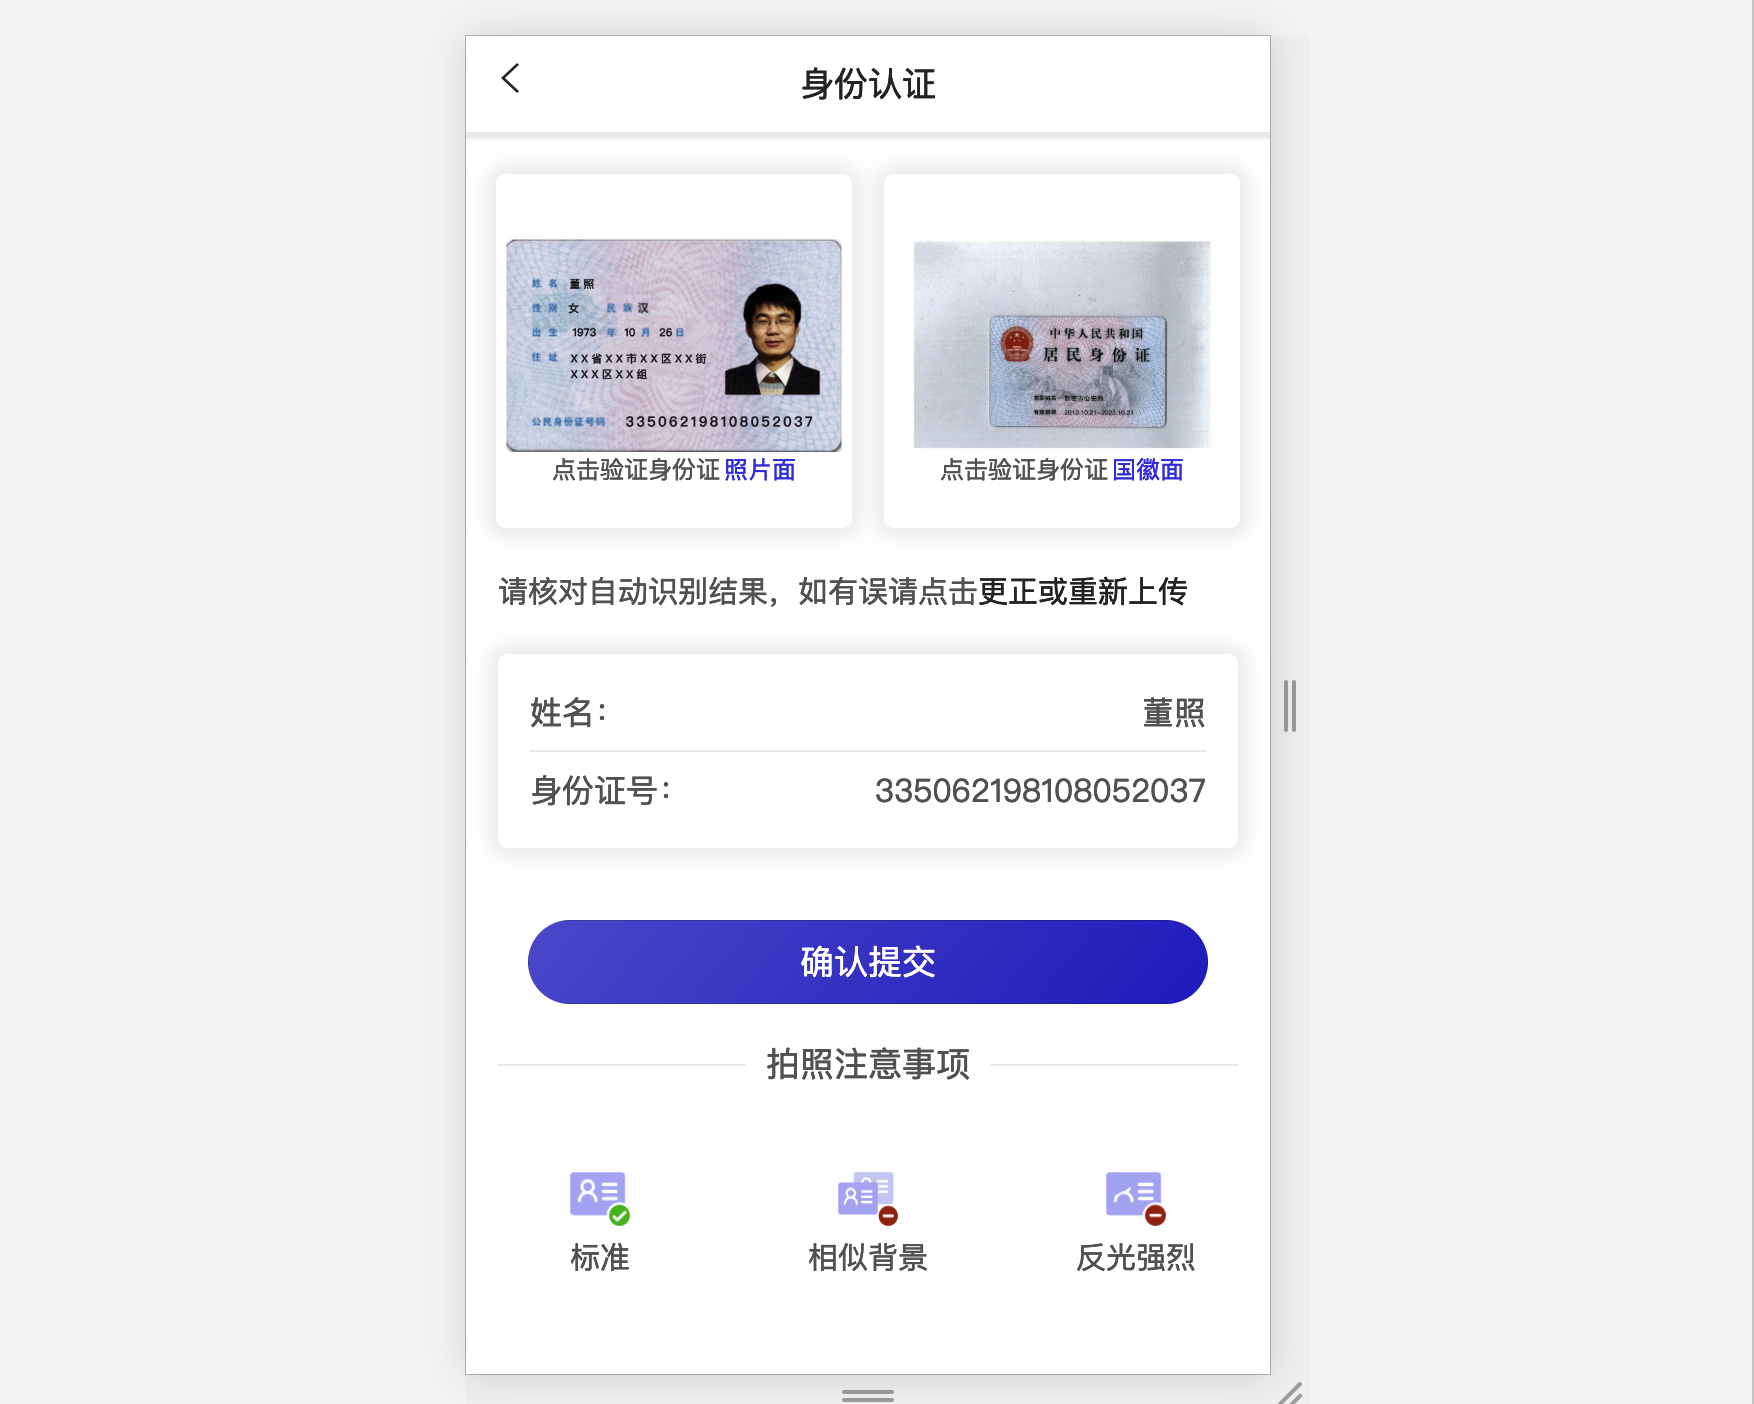 身份认证
姓名 董照
性别 女 民族 汉
出生 1973 年 10 月 26 日
住址 XX省XX市XX区XX街
XXX区XX组
公民身份证号码 335062198108052037
点击验证身份证 照片面
中华人民共和国
居民身份证
签发机关
有效期限 2013.10.21-2023.10.21
点击验证身份证 国徽面
请核对自动识别结果，如有误请点击更正或重新上传
姓名： 董照
身份证号： 335062198108052037
确认提交
拍照注意事项
标准
相似背景
反光强烈